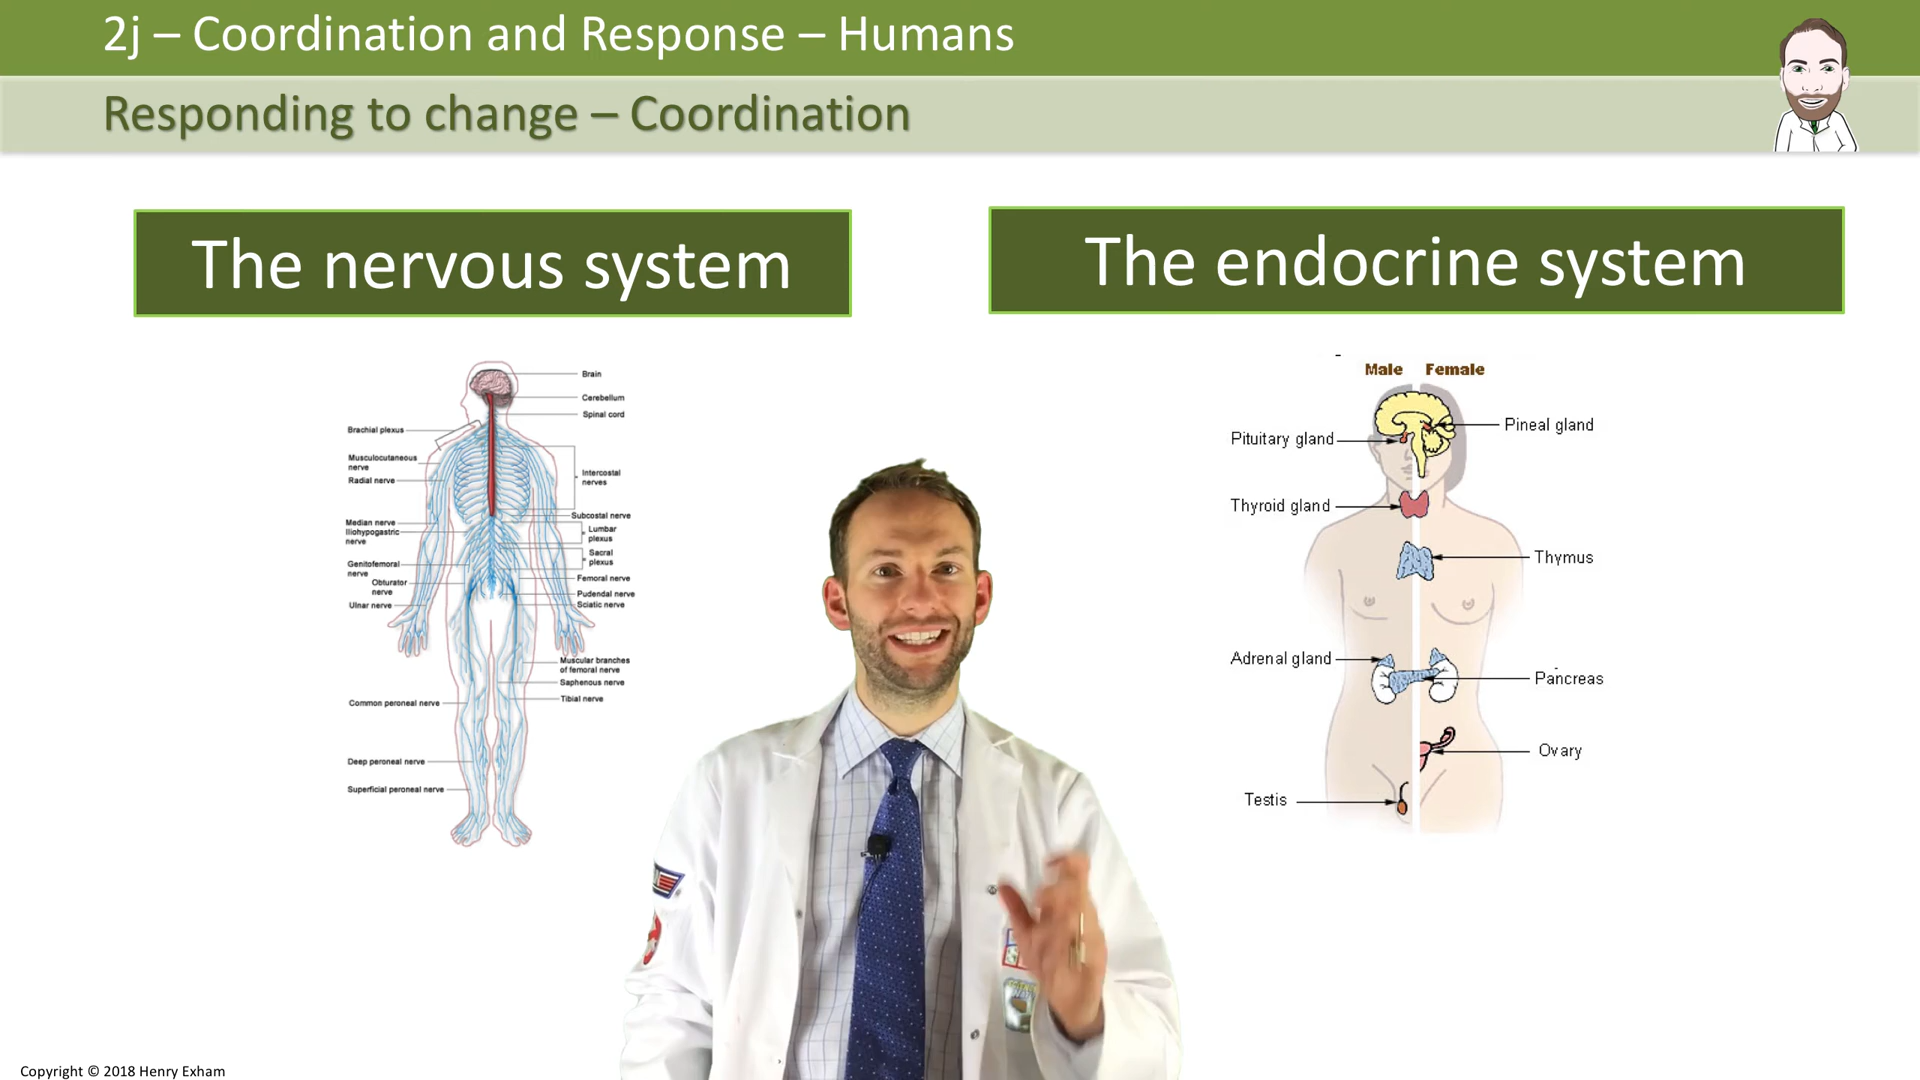 2j – Coordination and Response – Humans
Responding to change – Coordination
The nervous system
The endocrine system
Brain
Cerebellum
Spinal cord
Brachial plexus
Musculocutaneous
nerve
Radial nerve
Intercostal
nerves
Subcostal nerve
Median nerve
Iliohypogastric
nerve
Lumbar
plexus
Sacral
plexus
Genitofemoral
nerve
Obturator
nerve
Ulnar nerve
Femoral nerve
Pudendal nerve
Sciatic nerve
Muscular branches
of femoral nerve
Saphenous nerve
Tibial nerve
Common peroneal nerve
Deep peroneal nerve
Superficial peroneal nerve
Male Female
Pineal gland
Pituitary gland
Thyroid gland
Thymus
Adrenal gland
Pancreas
Ovary
Testis
Copyright © 2018 Henry Exham